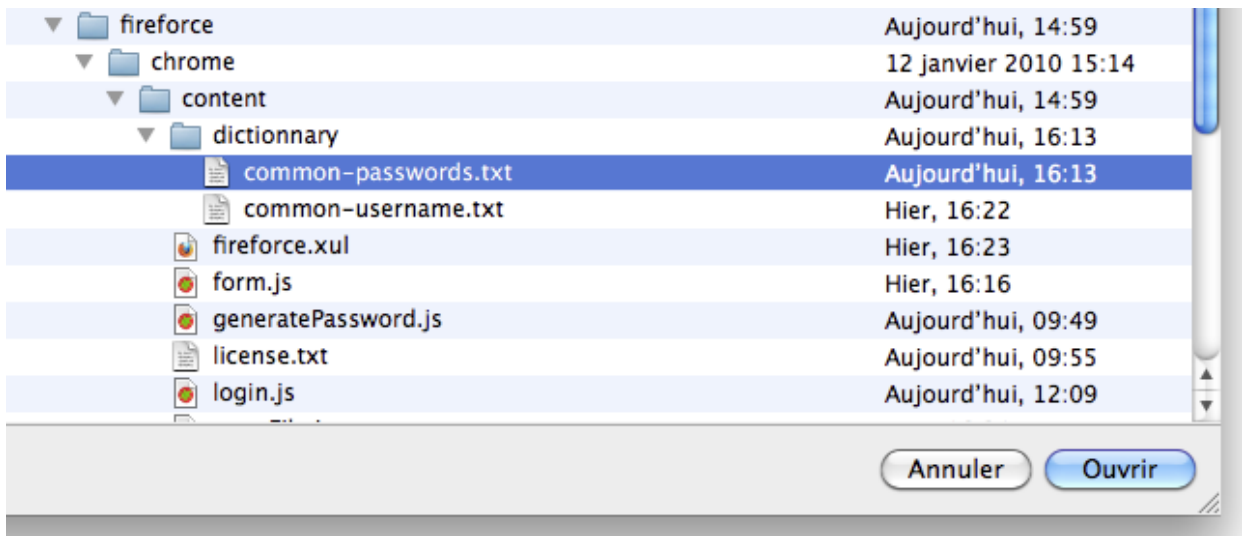 fireforce Aujourd'hui, 14:59
chrome 12 janvier 2010 15:14
content Aujourd'hui, 14:59
dictionnary Aujourd'hui, 16:13
common-passwords.txt Aujourd'hui, 16:13
common-username.txt Hier, 16:22
fireforce.xul Hier, 16:23
form.js Hier, 16:16
generatePassword.js Aujourd'hui, 09:49
license.txt Aujourd'hui, 09:55
login.js Aujourd'hui, 12:09
Annuler Ouvrir